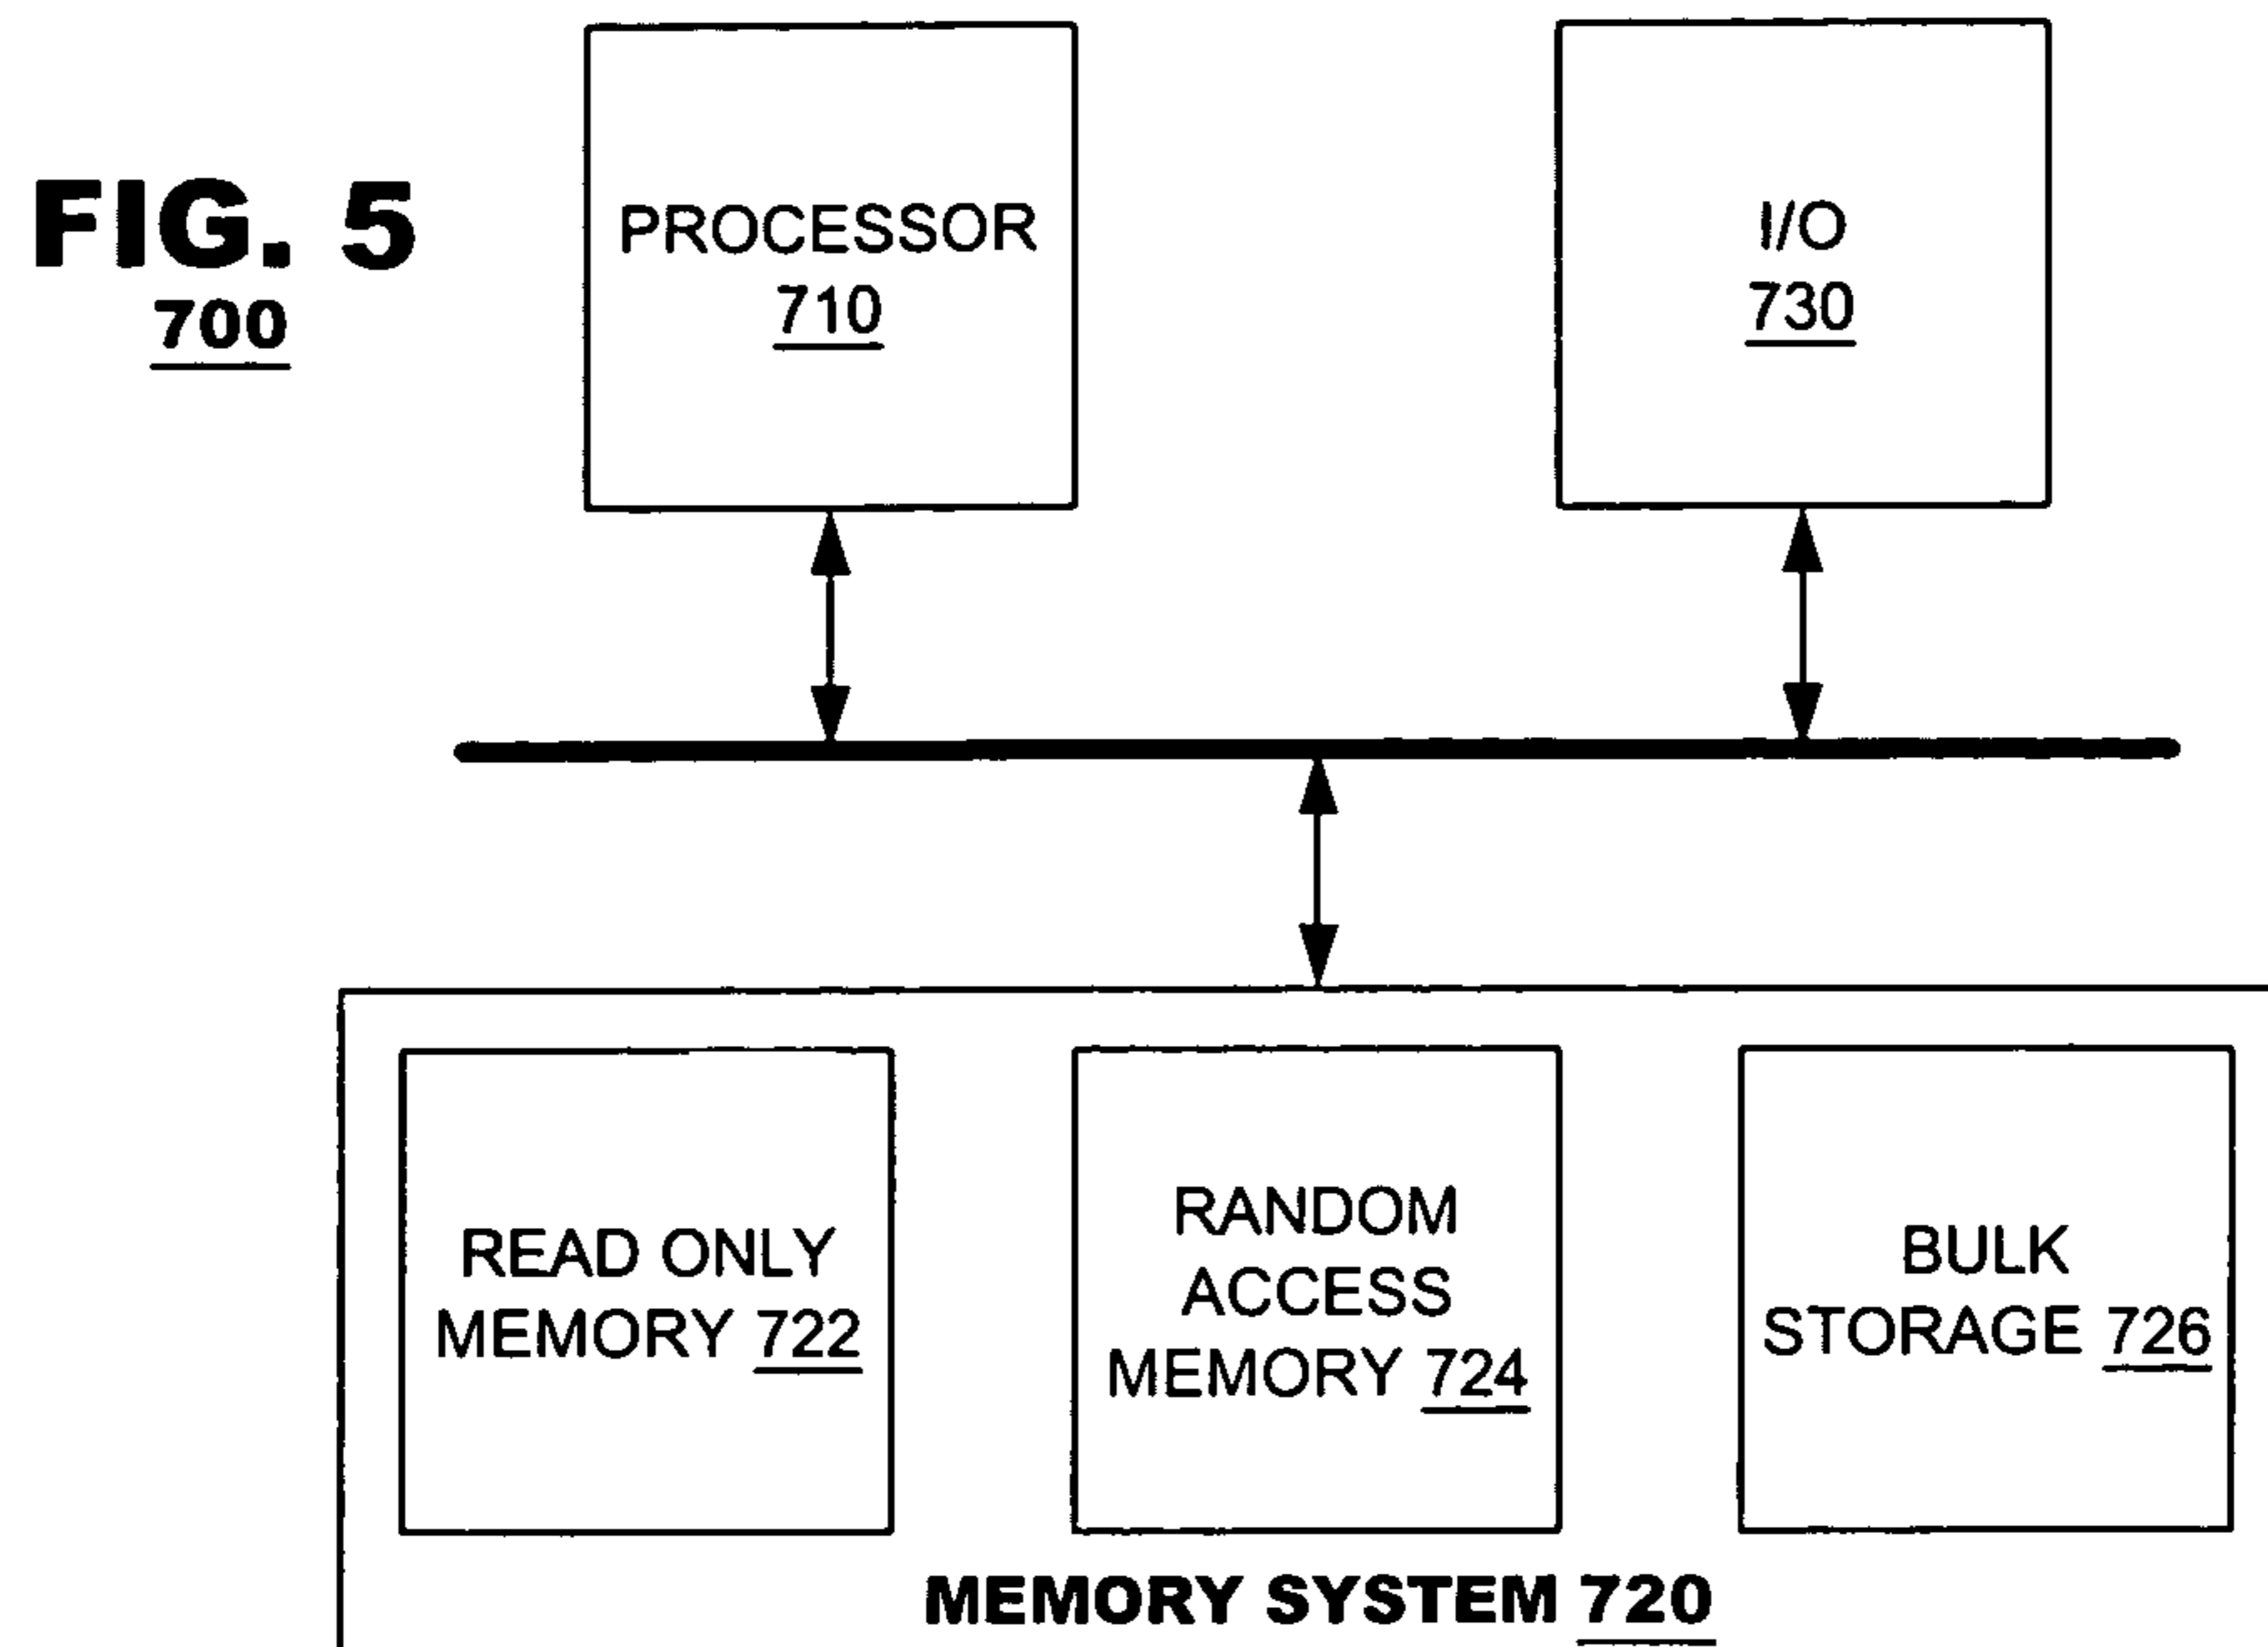 FIG. 5
700
PROCESSOR
710
I/O
730
READ ONLY
MEMORY 722
RANDOM
ACCESS
MEMORY 724
BULK
STORAGE 726
MEMORY SYSTEM 720